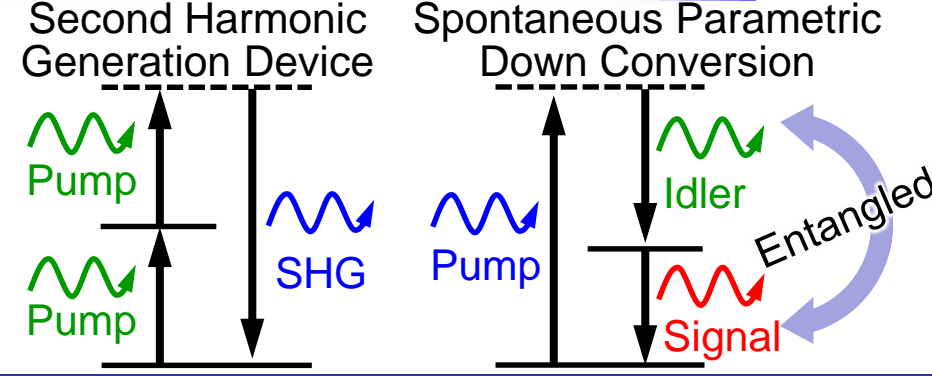 Second Harmonic
Generation Device
Pump
Pump
SHG
Spontaneous Parametric
Down Conversion
Pump
Idler
Signal
Entangled